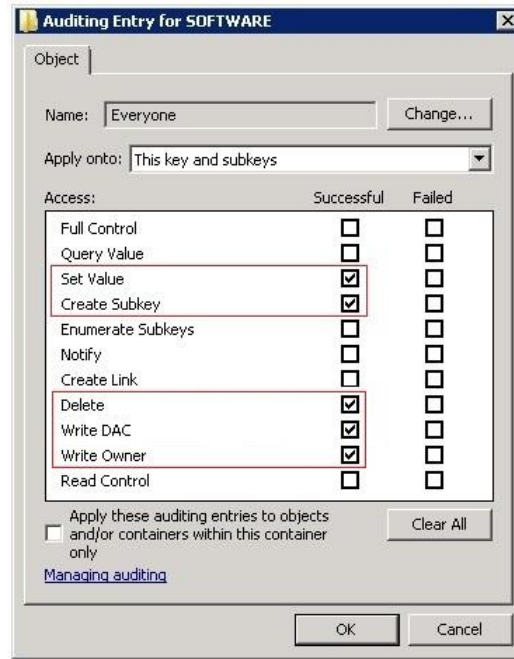 Auditing Entry for SOFTWARE
Object
Name: Everyone Change...
Apply onto: This key and subkeys
Access: Successful Failed
Full Control
Query Value
Set Value
Create Subkey
Enumerate Subkeys
Notify
Create Link
Delete
Write DAC
Write Owner
Read Control
Apply these auditing entries to objects
and/or containers within this container
only
Clear All
Managing auditing
OK Cancel